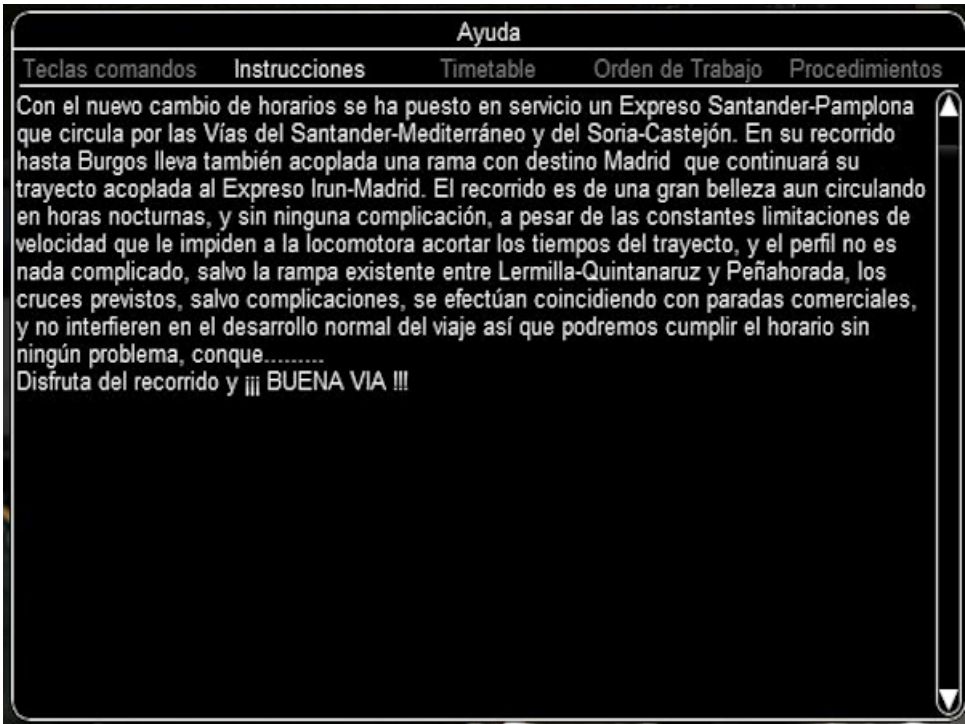 Ayuda
Teclas comandos Instrucciones Timetable Orden de Trabajo Procedimientos
Con el nuevo cambio de horarios se ha puesto en servicio un Expreso Santander-Pamplona
que circula por las Vías del Santander-Mediterráneo y del Soria-Castejón. En su recorrido
hasta Burgos lleva también acoplada una rama con destino Madrid que continuará su
trayecto acoplada al Expreso Irun-Madrid. El recorrido es de una gran belleza aun circulando
en horas nocturnas, y sin ninguna complicación, a pesar de las constantes limitaciones de
velocidad que le impiden a la locomotora acortar los tiempos del trayecto, y el perfil no es
nada complicado, salvo la rampa existente entre Lermilla-Quintanaruz y Peñahorada, los
cruces previstos, salvo complicaciones, se efectúan coincidiendo con paradas comerciales,
y no interfieren en el desarrollo normal del viaje así que podremos cumplir el horario sin
ningún problema, conque.........
Disfruta del recorrido y ¡¡¡ BUENA VIA !!!